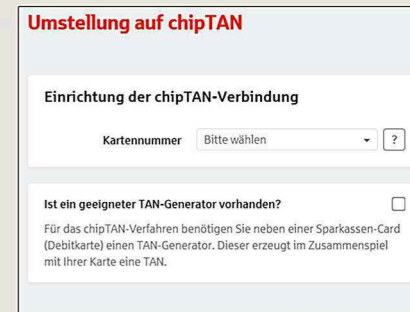 Umstellung auf chipTAN
Einrichtung der chipTAN-Verbindung
Kartennummer Bitte wählen ?
Ist ein geeigneter TAN-Generator vorhanden?
Für das chipTAN-Verfahren benötigen Sie neben einer Sparkassen-Card
(Debitkarte) einen TAN-Generator. Dieser erzeugt im Zusammenspiel
mit Ihrer Karte eine TAN.